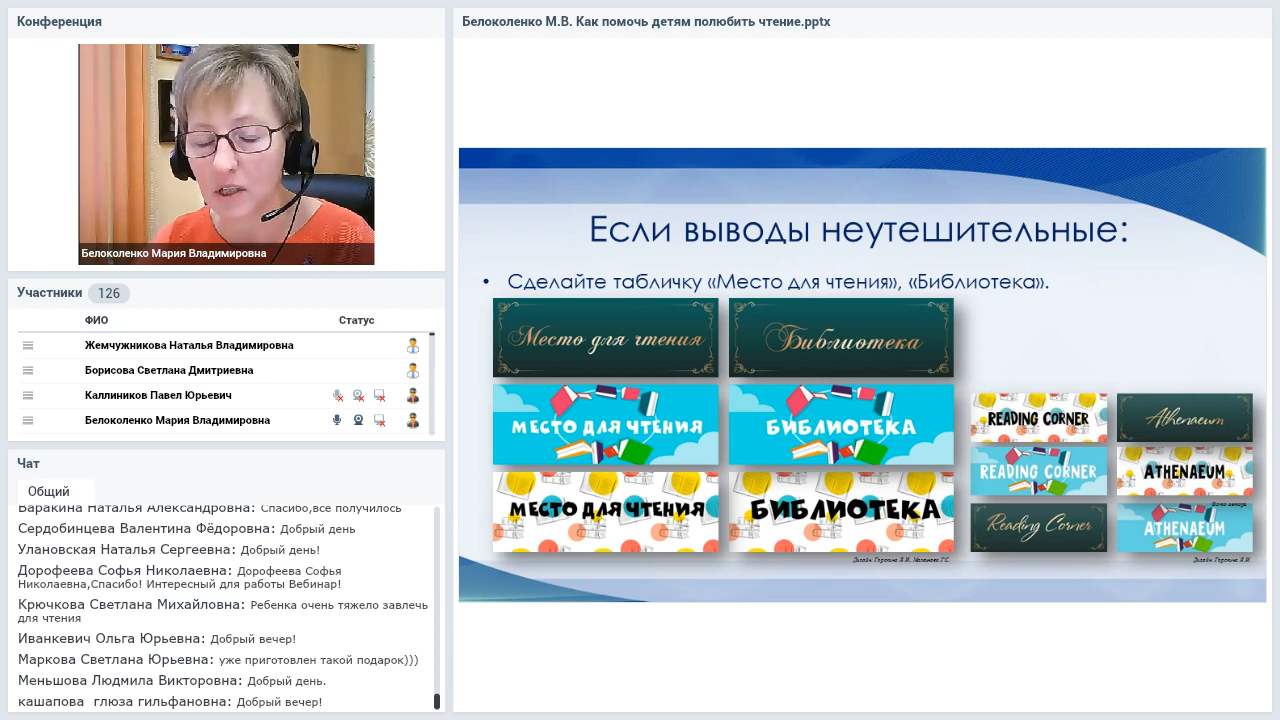 Конференция
Белоколенко Мария Владимировна
Участники 126
ФИО Статус
Жемчужникова Наталья Владимировна
Борисова Светлана Дмитриевна
Каллиников Павел Юрьевич
Белоколенко Мария Владимировна
Чат
Общий
Варакина Наталья Александровна: Спасибо,все получилось
Сердобинцева Валентина Фёдоровна: Добрый день
Улановская Наталья Сергеевна: Добрый день!
Дорофеева Софья Николаевна: Дорофеева Софья
Николаевна,Спасибо! Интересный для работы Вебинар!
Крючкова Светлана Михайловна: Ребенка очень тяжело завлечь
для чтения
Иванкевич Ольга Юрьевна: Добрый вечер!
Маркова Светлана Юрьевна: уже приготовлен такой подарок)))
Меньшова Людмила Викторовна: Добрый день.
кашапова глюза гильфановна: Добрый вечер!
Белоколенко М.В. Как помочь детям полюбить чтение.pptx
Если выводы неутешительные:
• Сделайте табличку «Место для чтения», «Библиотека».
Место для чтения
Библиотека
МЕСТО ДЛЯ ЧТЕНИЯ
БИБЛИОТЕКА
МЕСТО ДЛЯ ЧТЕНИЯ
БИБЛИОТЕКА
READING CORNER
Athenaeum
READING CORNER
ATHENAEUM
Reading Corner
ATHENAEUM